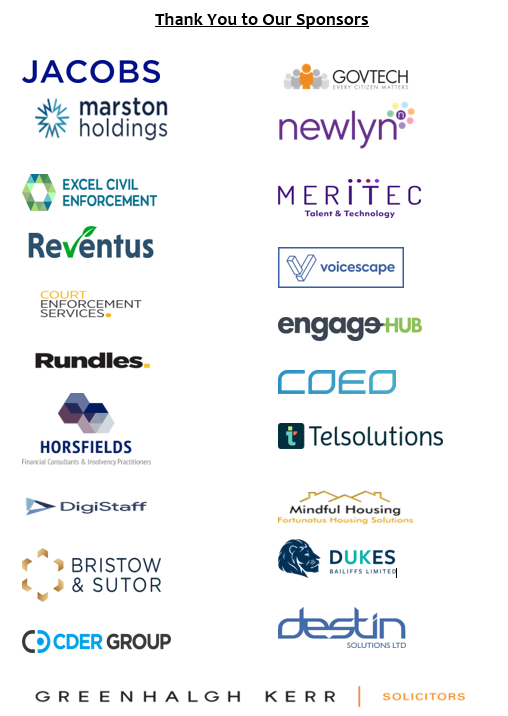 Thank You to Our Sponsors
JACOBS
marston
holdings
EXCEL CIVIL
ENFORCEMENT
Reventus
COURT
ENFORCEMENT
SERVICES.
Rundles.
HORSFIELDS
Financial Consultants & Insolvency Practitioners
DigiStaff
BRISTOW
& SUTOR
CDER GROUP
GOVTECH
EVERY CITIZEN MATTERS
newlyn
n
MERITEC
Talent & Technology
voicescape
engageHUB
COEO
Telsolutions
Mindful Housing
Fortunatus Housing Solutions
DUKES
BAILIFFS LIMITED
destin
SOLUTIONS LTD
GREENHALGH KERR | SOLICITORS